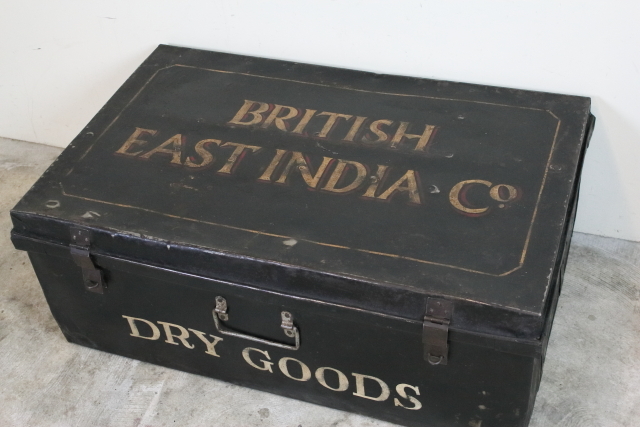 BRITISH
EAST INDIA Co
DRY GOODS